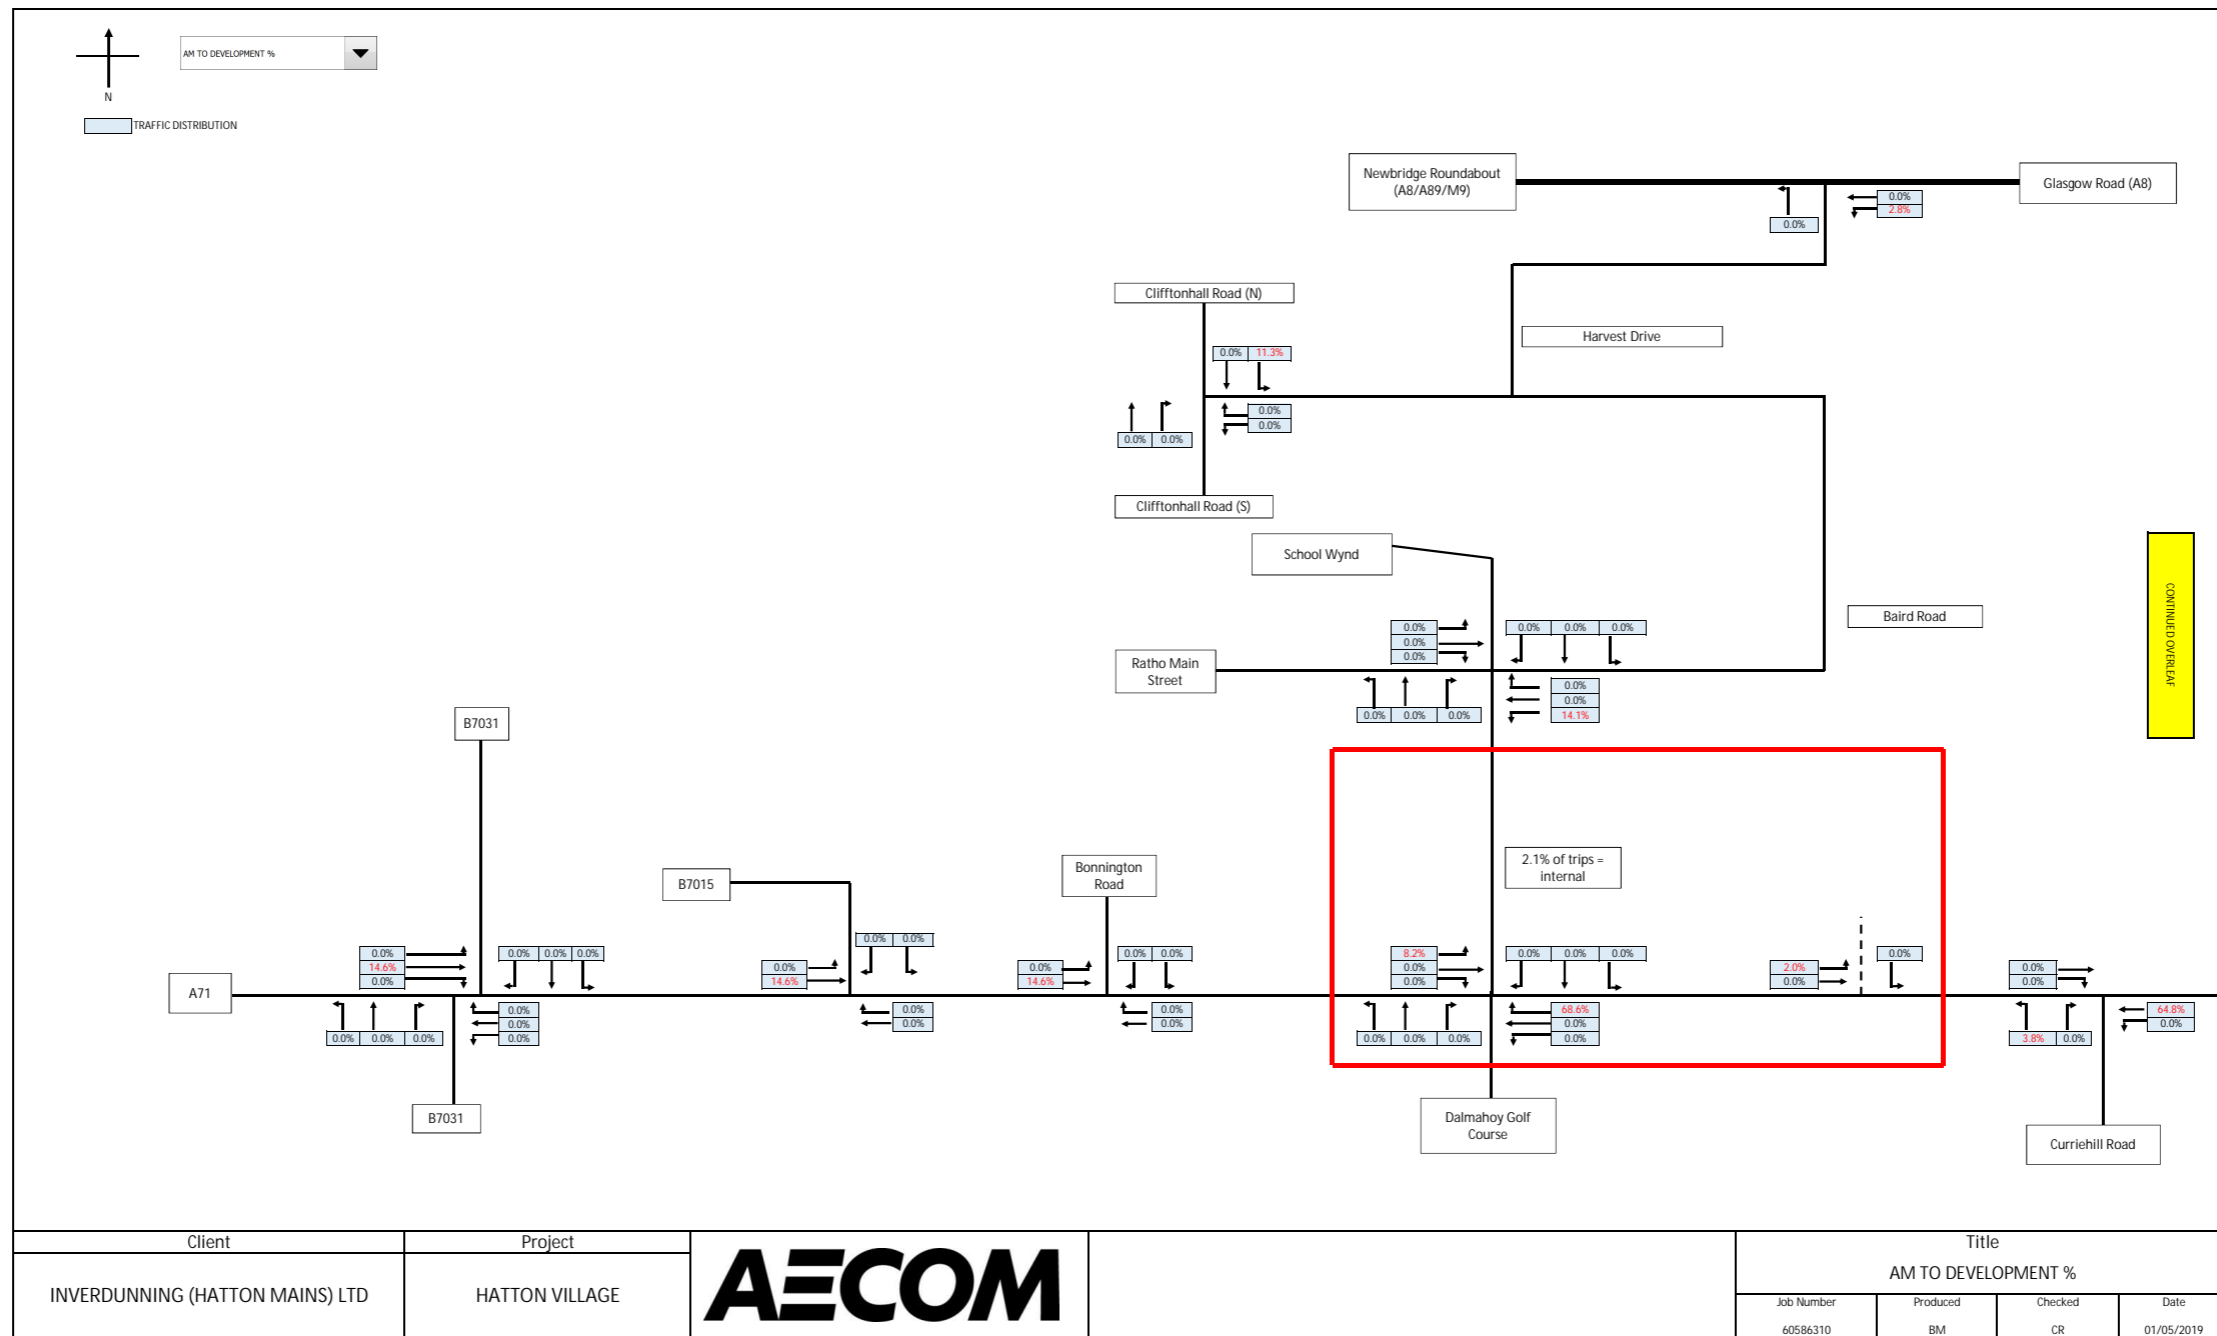 AM TO DEVELOPMENT %
N
TRAFFIC DISTRIBUTION
Newbridge Roundabout
(A8/A89/M9)
Glasgow Road (A8)
0.0%
2.8%
0.0%
Clifftonhall Road (N)
Harvest Drive
0.0% 11.3%
0.0%
0.0%
0.0% 0.0%
Clifftonhall Road (S)
School Wynd
CONTINUED OVERLEAF
Baird Road
0.0%
0.0%
0.0%
0.0% 0.0% 0.0%
Ratho Main
Street
0.0%
0.0%
14.1%
0.0% 0.0% 0.0%
B7031
2.1% of trips =
internal
Bonnington
Road
B7015
0.0%
14.6%
0.0%
0.0% 0.0% 0.0%
0.0%
14.6%
0.0% 0.0%
0.0%
14.6%
0.0% 0.0%
8.2%
0.0%
0.0%
0.0% 0.0% 0.0%
2.0%
0.0%
0.0%
0.0%
0.0%
A71
0.0% 0.0% 0.0%
0.0%
0.0%
0.0%
0.0%
0.0%
0.0%
0.0%
0.0% 0.0% 0.0%
68.6%
0.0%
0.0%
3.8% 0.0%
64.8%
0.0%
B7031
Dalmahoy Golf
Course
Curriehill Road
Client
INVERDUNNING (HATTON MAINS) LTD
Project
HATTON VILLAGE
AECOM
Title
AM TO DEVELOPMENT %
Job Number Produced Checked Date
60586310 BM CR 01/05/2019